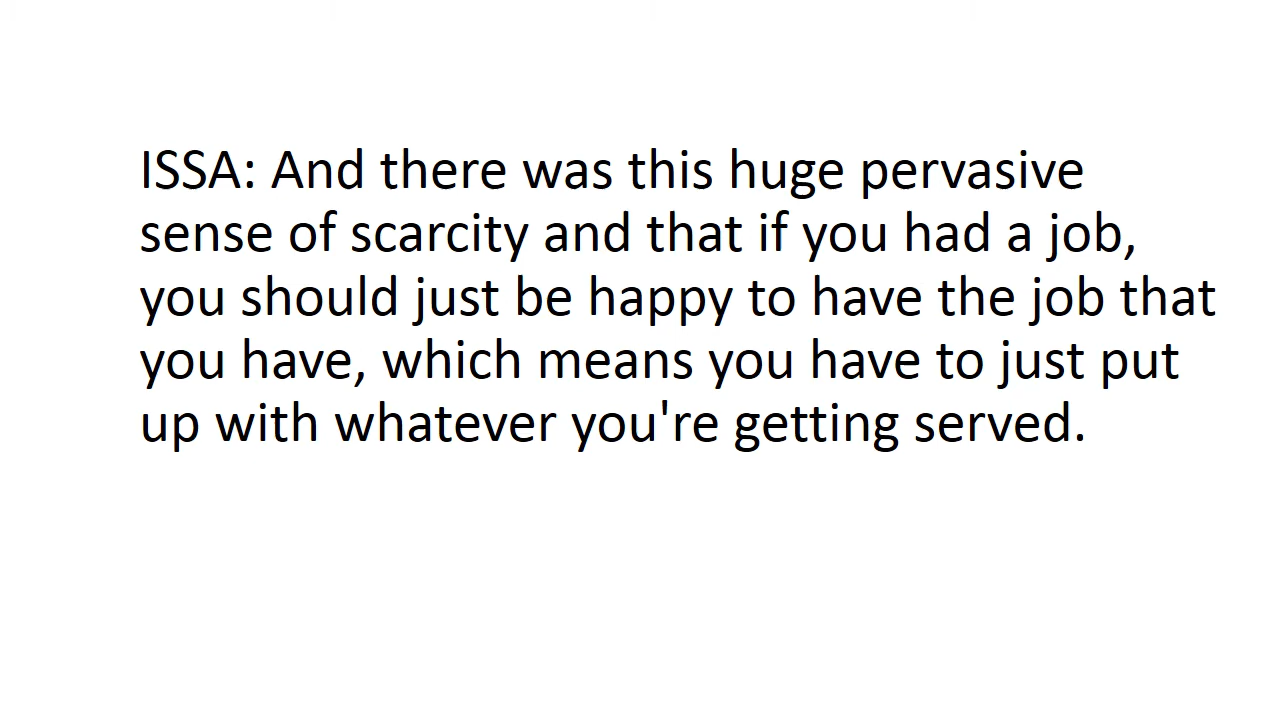 ISSA: And there was this huge pervasive
sense of scarcity and that if you had a job,
you should just be happy to have the job that
you have, which means you have to just put
up with whatever you're getting served.